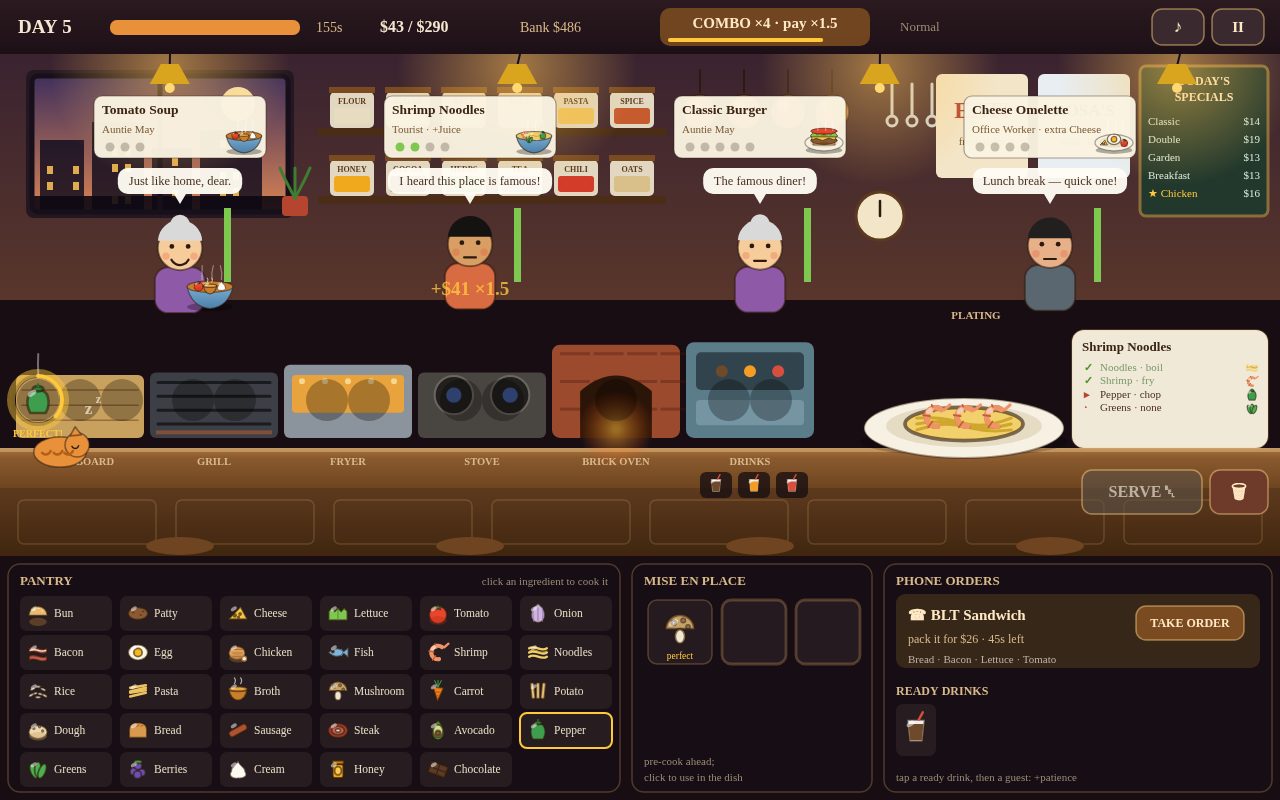 DAY 5
155s
$43 / $290
Bank $486
COMBO ×4 · pay ×1.5
Normal
♪
II
FLOUR
PASTA
SPICE
HONEY
CHILI
OATS
Tomato Soup
Auntie May
Shrimp Noodles
Tourist · +Juice
Classic Burger
Auntie May
Cheese Omelette
Office Worker · extra Cheese
DAY'S
SPECIALS
Classic $14
Double $19
Garden $13
Breakfast $13
★ Chicken $16
Just like home, dear.
I heard this place is famous!
The famous diner!
Lunch break — quick one!
+$41 ×1.5
PLATING
Shrimp Noodles
✓ Noodles · boil
✓ Shrimp · fry
► Pepper · chop
· Greens · none
z
z
PERFECT!
OARD
GRILL
FRYER
STOVE
BRICK OVEN
DRINKS
SERVE
PANTRY
click an ingredient to cook it
Bun
Patty
Cheese
Lettuce
Tomato
Onion
Bacon
Egg
Chicken
Fish
Shrimp
Noodles
Rice
Pasta
Broth
Mushroom
Carrot
Potato
Dough
Bread
Sausage
Steak
Avocado
Pepper
Greens
Berries
Cream
Honey
Chocolate
MISE EN PLACE
perfect
pre-cook ahead;
click to use in the dish
PHONE ORDERS
☎ BLT Sandwich
pack it for $26 · 45s left
Bread · Bacon · Lettuce · Tomato
TAKE ORDER
READY DRINKS
tap a ready drink, then a guest: +patience